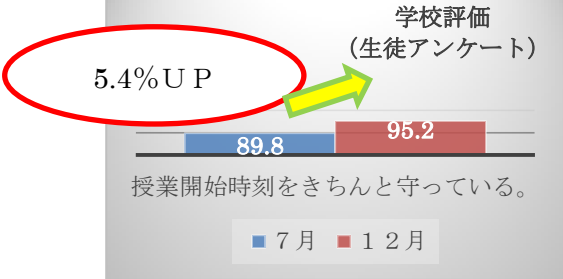 学校評価
（生徒アンケート）
5.4%ＵＰ
89.8
95.2
授業開始時刻をきちんと守っている。
７月
１２月